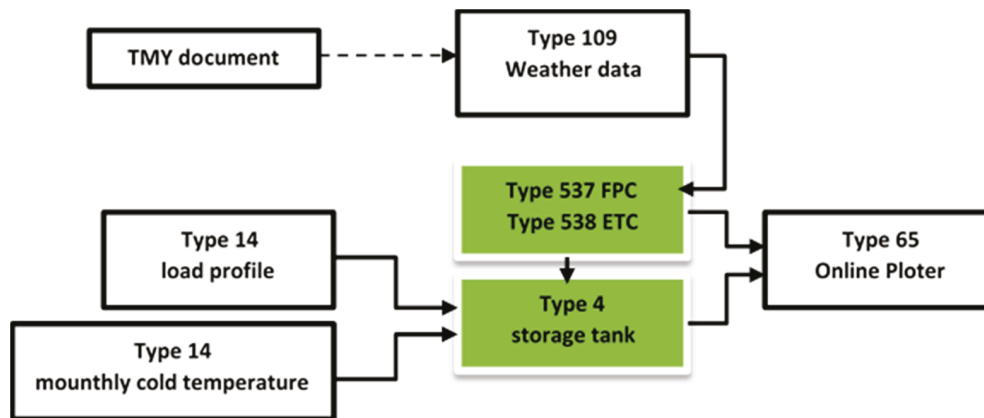 TMY document
Type 109
Weather data
Type 537 FPC
Type 538 ETC
Type 14
load profile
Type 65
Online Ploter
Type 4
storage tank
Type 14
mounthly cold temperature